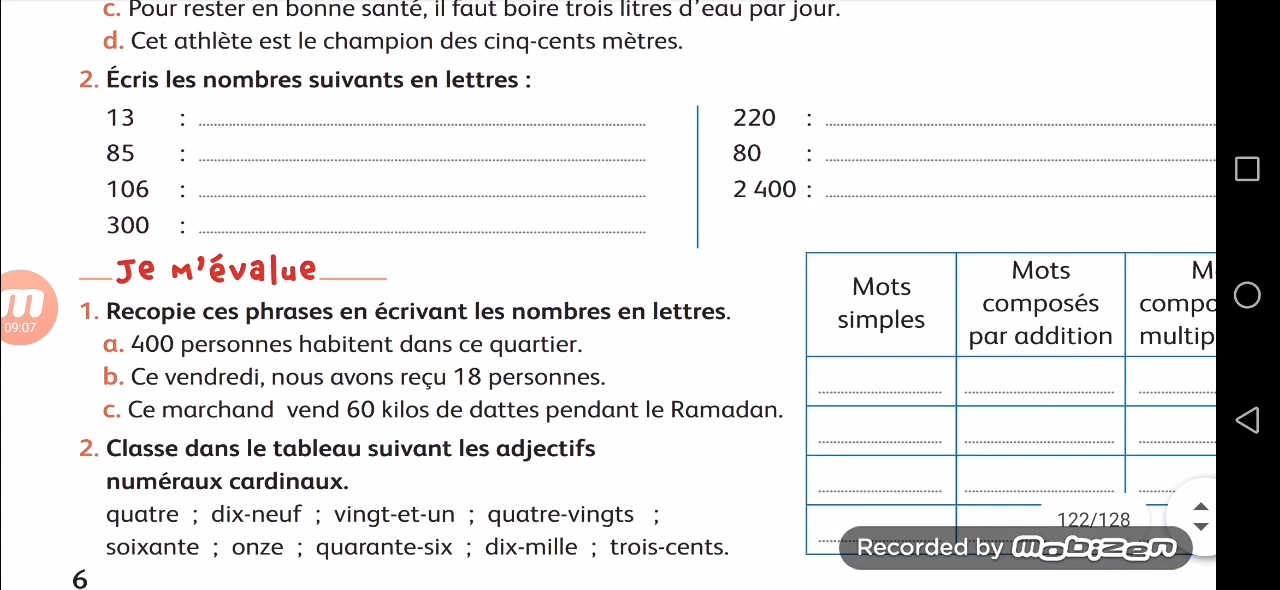 c. Pour rester en bonne santé, il faut boire trois litres d'eau par jour.
d. Cet athlète est le champion des cinq-cents mètres.
2. Écris les nombres suivants en lettres :
13 :
85 :
106 :
300 :
220 :
80 :
2 400 :
Je m'évalue
1. Recopie ces phrases en écrivant les nombres en lettres.
a. 400 personnes habitent dans ce quartier.
b. Ce vendredi, nous avons reçu 18 personnes.
c. Ce marchand vend 60 kilos de dattes pendant le Ramadan.
2. Classe dans le tableau suivant les adjectifs
numéraux cardinaux.
quatre ; dix-neuf ; vingt-et-un ; quatre-vingts ;
soixante ; onze ; quarante-six ; dix-mille ; trois-cents.
Mots
simples
Mots
composés
par addition
M
compo
multip
122/128
Recorded by mobizen
09:07
6